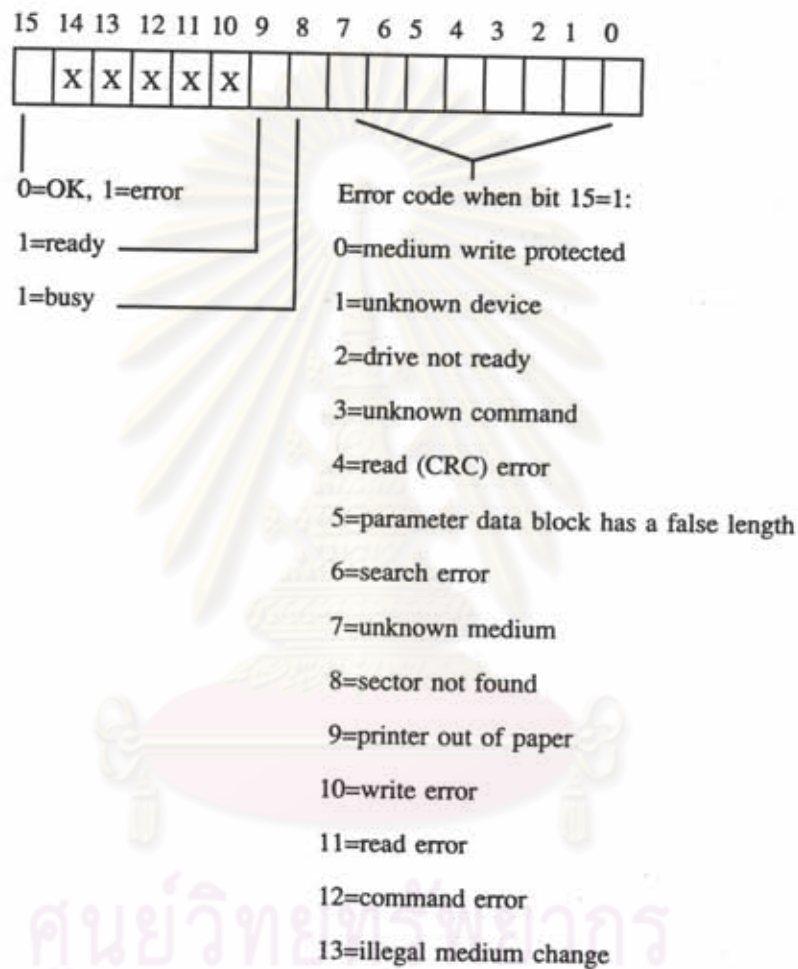 15 14 13 12 11 10 9 8 7 6 5 4 3 2 1 0
X X X X X
0=OK, 1=error
1=ready
1=busy
Error code when bit 15=1:
0=medium write protected
1=unknown device
2=drive not ready
3=unknown command
4=read (CRC) error
5=parameter data block has a false length
6=search error
7=unknown medium
8=sector not found
9=printer out of paper
10=write error
11=read error
12=command error
13=illegal medium change
ศูนย์วิทยทรัพยากร